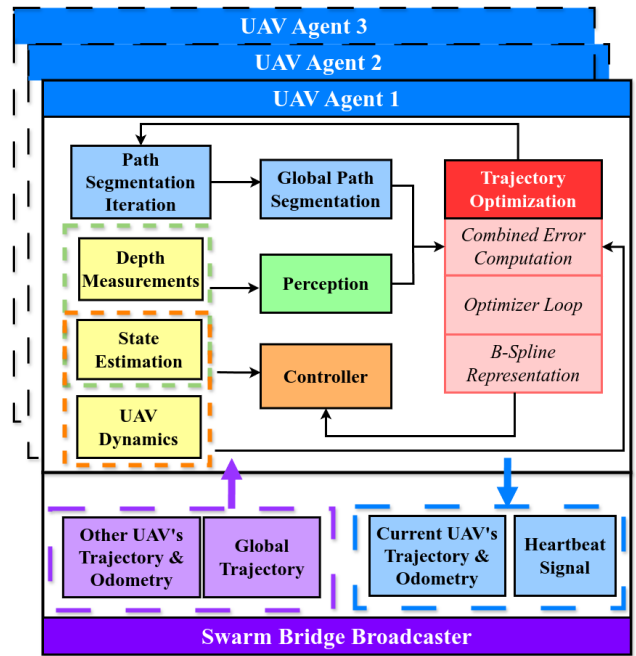 UAV Agent 3
UAV Agent 2
UAV Agent 1
Path
Segmentation
Iteration
Global Path
Segmentation
Trajectory
Optimization
Combined Error
Computation
Optimizer Loop
B-Spline
Representation
Depth
Measurements
Perception
State
Estimation
Controller
UAV
Dynamics
Other UAV's
Trajectory &
Odometry
Global
Trajectory
Current UAV's
Trajectory &
Odometry
Heartbeat
Signal
Swarm Bridge Broadcaster